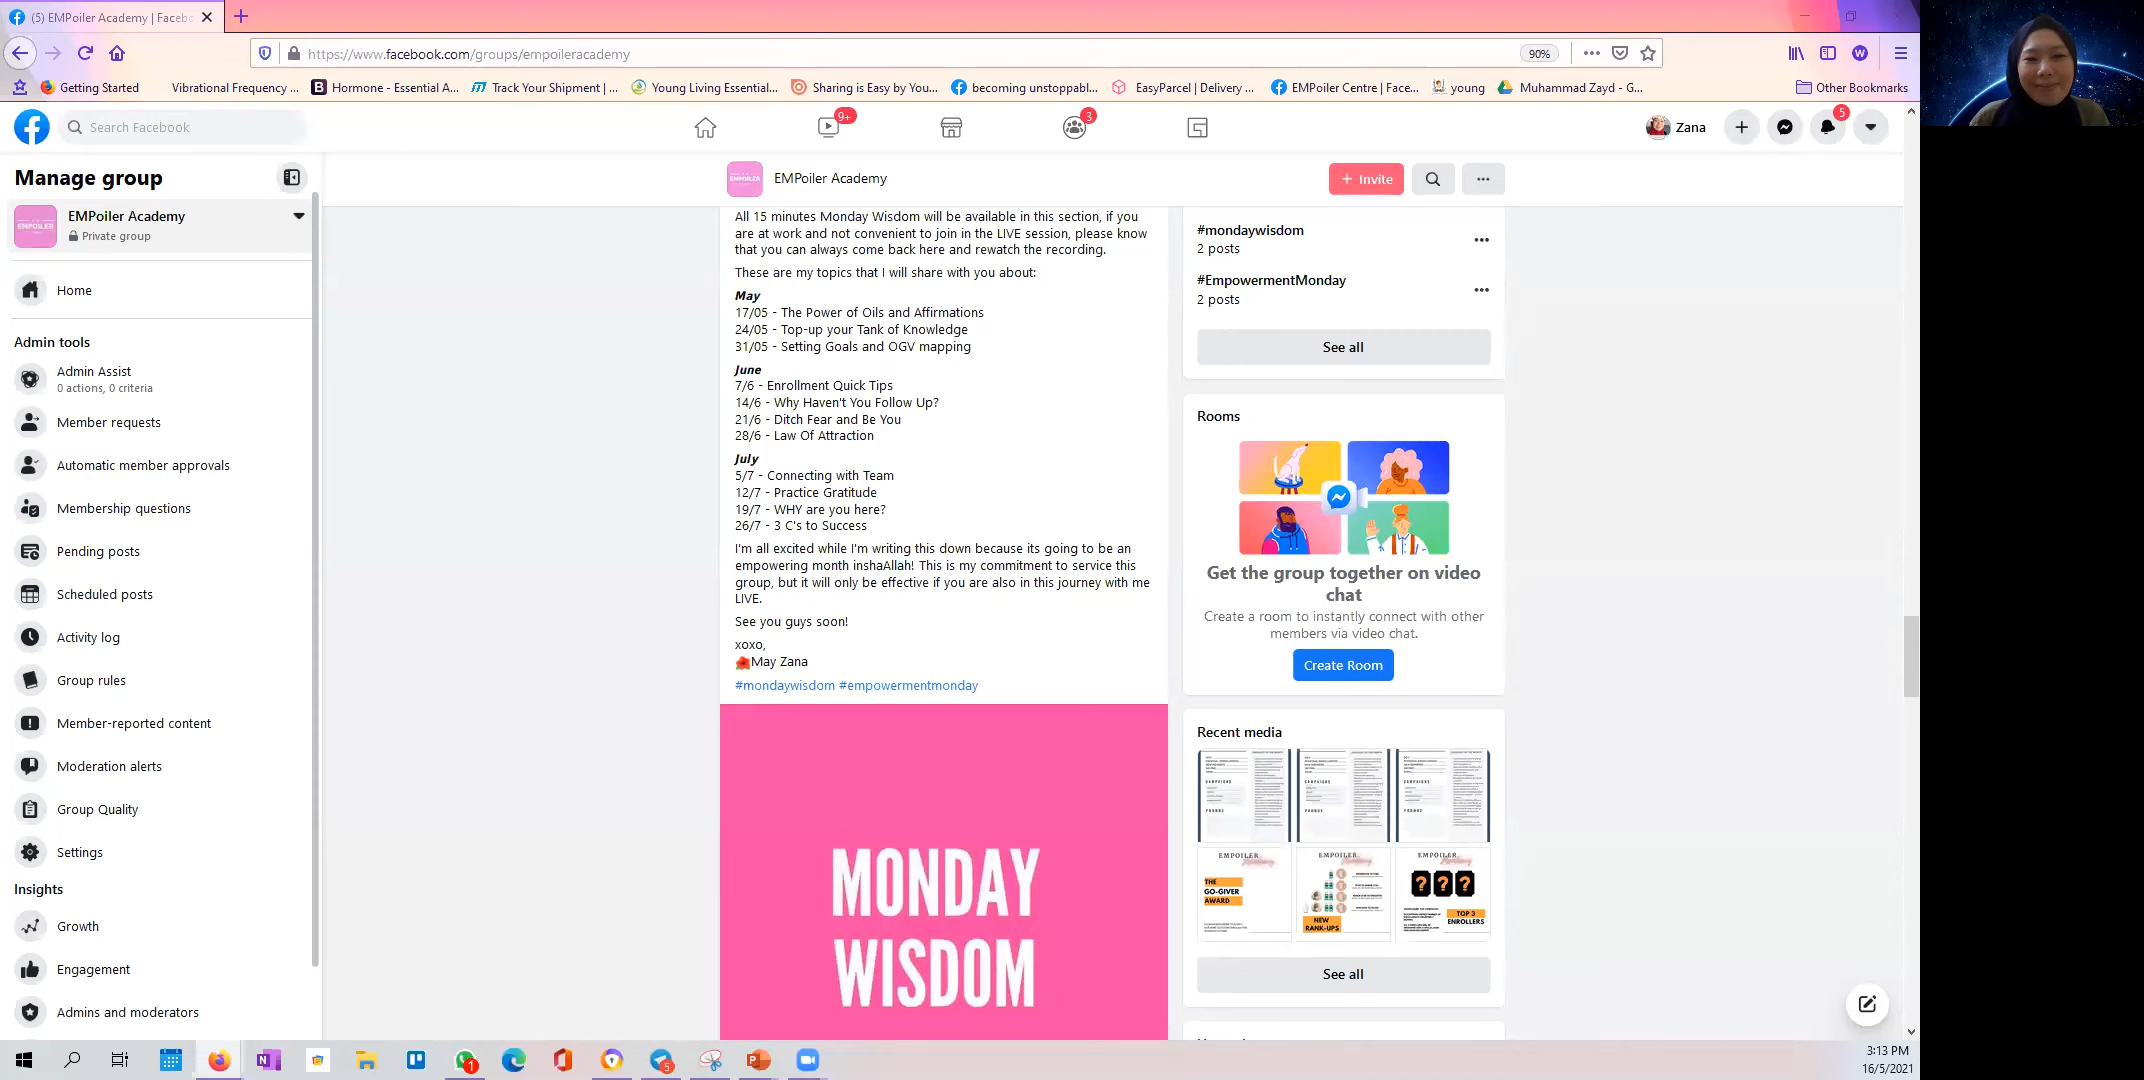 (5) EMPoiler Academy | Faceb
https://www.facebook.com/groups/empoileracademy
90%
Getting Started
Vibrational Frequency ...
Hormone - Essential A...
Track Your Shipment | ...
Young Living Essential...
Sharing is Easy by You...
becoming unstoppabl...
EasyParcel | Delivery ...
EMPoiler Centre | Face...
young
Muhammad Zayd - G...
Other Bookmarks
Search Facebook
9+
3
Zana
5
Manage group
EMPoiler Academy
Private group
Home
Admin tools
Admin Assist
0 actions, 0 criteria
Member requests
Automatic member approvals
Membership questions
Pending posts
Scheduled posts
Activity log
Group rules
Member-reported content
Moderation alerts
Group Quality
Settings
Insights
Growth
Engagement
Admins and moderators
EMPoiler Academy
+ Invite
All 15 minutes Monday Wisdom will be available in this section, if you
are at work and not convenient to join in the LIVE session, please know
that you can always come back here and rewatch the recording.
These are my topics that I will share with you about:
May
17/05 - The Power of Oils and Affirmations
24/05 - Top-up your Tank of Knowledge
31/05 - Setting Goals and OGV mapping
June
7/6 - Enrollment Quick Tips
14/6 - Why Haven't You Follow Up?
21/6 - Ditch Fear and Be You
28/6 - Law Of Attraction
July
5/7 - Connecting with Team
12/7 - Practice Gratitude
19/7 - WHY are you here?
26/7 - 3 C's to Success
I'm all excited while I'm writing this down because its going to be an
empowering month inshaAllah! This is my commitment to service this
group, but it will only be effective if you are also in this journey with me
LIVE.
See you guys soon!
xoxo,
May Zana
#mondaywisdom #empowermentmonday
MONDAY
WISDOM
#mondaywisdom
2 posts
#EmpowermentMonday
2 posts
See all
Rooms
Get the group together on video
chat
Create a room to instantly connect with other
members via video chat.
Create Room
Recent media
CAMPAIGNS
CAMPAIGNS
CAMPAIGNS
EMPOILER
THE
GO-GIVER
AWARD
EMPOILER
NEW
RANK-UPS
EMPOILER
? ? ?
TOP 3
ENROLLERS
See all
1
5
3:13 PM
16/5/2021